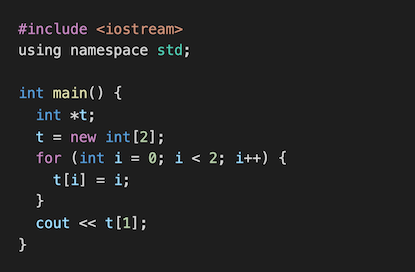 #include <iostream>
using namespace std;

int main() {
  int *t;
  t = new int[2];
  for (int i = 0; i < 2; i++) {
    t[i] = i;
  }
  cout << t[1];
}